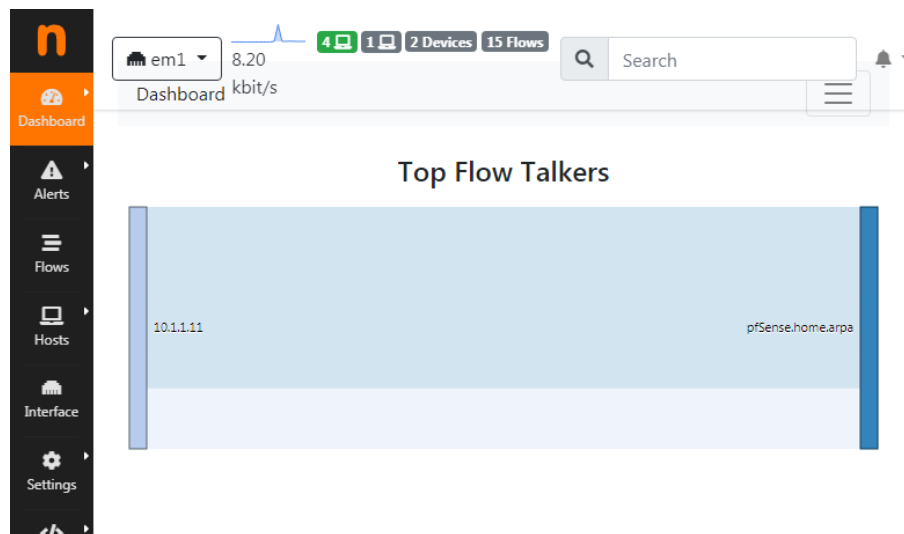 n
em1
8.20
kbit/s
4
1
2 Devices
15 Flows
Search
Dashboard
Dashboard
Alerts
Flows
Hosts
Interface
Settings
Top Flow Talkers
10.1.1.11
pfSense.home.arpa